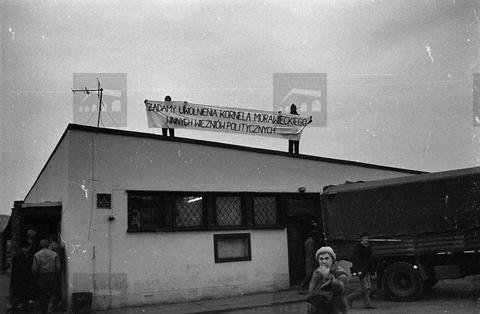 ŻĄDAMY UWOLNIENIA KORNELA MORAWIECKIEGO
I INNYCH WIĘŹNIÓW POLITYCZNYCH